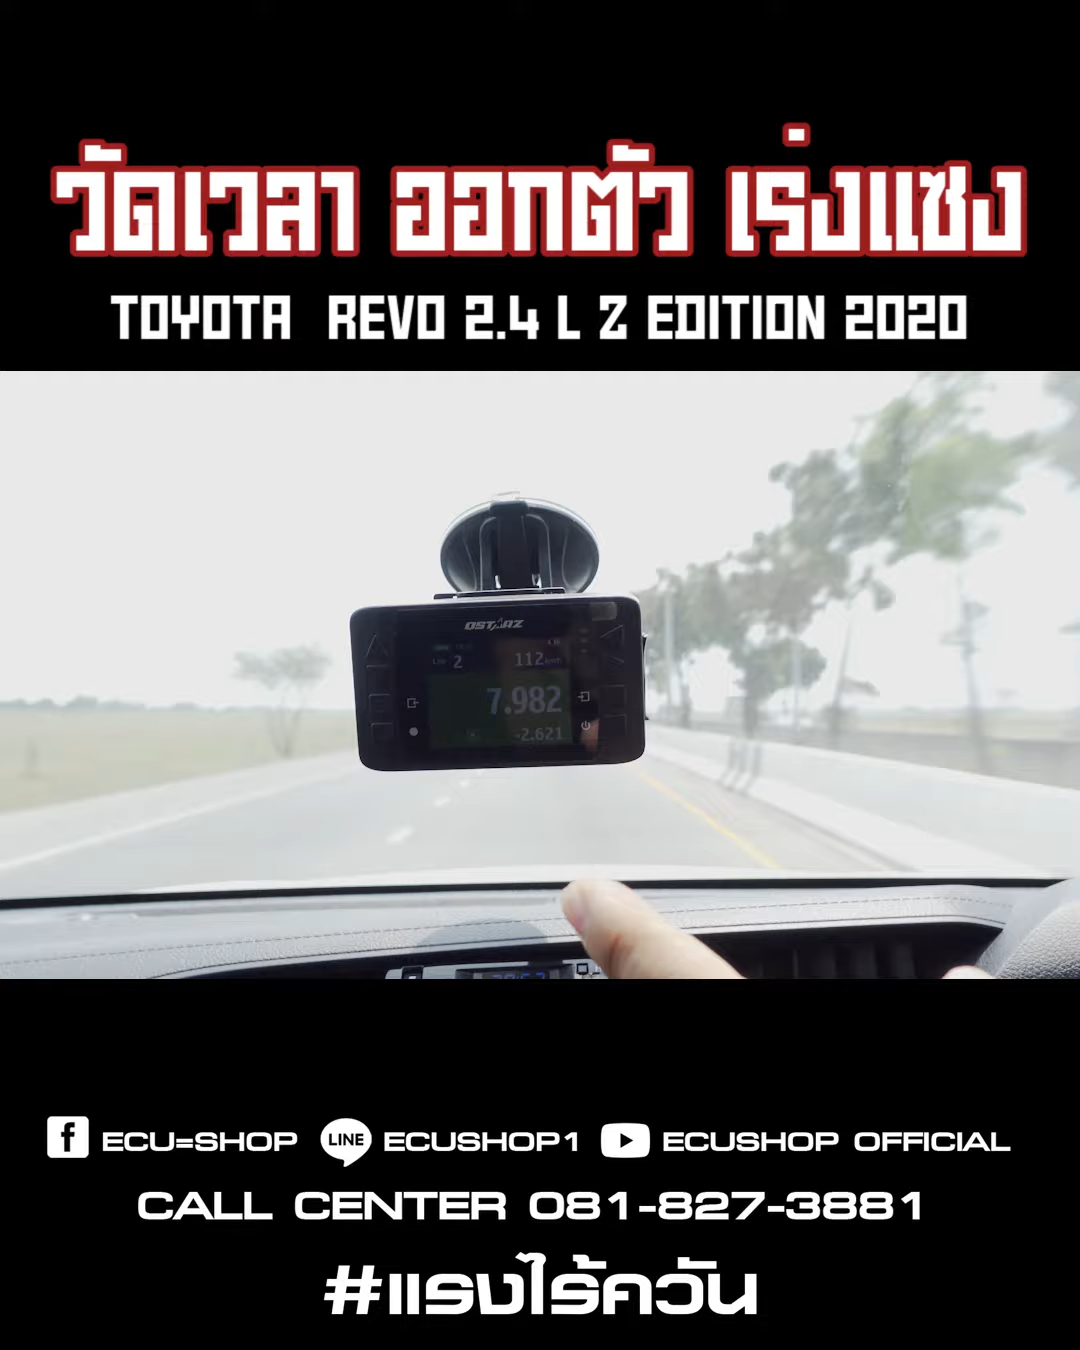 วัดเวลา ออกตัว เร่งแซง
TOYOTA REVO 2.4 L Z EDITION 2020
QSTARZ
2 112 km/h
7.982
-2.621
ECU=SHOP LINE ECUSHOP1 ECUSHOP OFFICIAL
CALL CENTER 081-827-3881
#แรงไร้ควัน